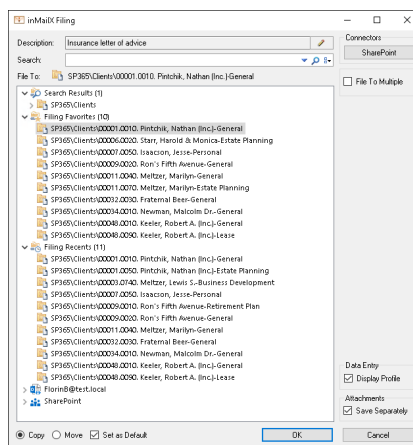 inMailX Filing
Description: Insurance letter of advice
Search:
File To: SP365\Clients\00001.0010. Pintchik, Nathan (Inc.)-General
Search Results (1)
SP365\Clients
Filing Favorites (10)
SP365\Clients\00001.0010. Pintchik, Nathan (Inc.)-General
SP365\Clients\00006.0020. Starr, Harold & Monica-Estate Planning
SP365\Clients\00007.0050. Isaacson, Jesse-Personal
SP365\Clients\00009.0020. Ron's Fifth Avenue-General
SP365\Clients\00011.0040. Meltzer, Marilyn-General
SP365\Clients\00011.0070. Meltzer, Marilyn-Estate Planning
SP365\Clients\00032.0030. Fraternal Beer-General
SP365\Clients\00034.0010. Newman, Malcolm Dr.-General
SP365\Clients\00048.0010. Keeler, Robert A. (Inc.)-General
SP365\Clients\00048.0090. Keeler, Robert A. (Inc.)-Lease
Filing Recents (11)
SP365\Clients\00001.0010. Pintchik, Nathan (Inc.)-General
SP365\Clients\00001.0050. Pintchik, Nathan (Inc.)-Estate Planning
SP365\Clients\00003.0740. Meltzer, Lewis S.-Business Development
SP365\Clients\00007.0050. Isaacson, Jesse-Personal
SP365\Clients\00009.0010. Ron's Fifth Avenue-Retirement Plan
SP365\Clients\00009.0020. Ron's Fifth Avenue-General
SP365\Clients\00011.0040. Meltzer, Marilyn-General
SP365\Clients\00032.0030. Fraternal Beer-General
SP365\Clients\00034.0010. Newman, Malcolm Dr.-General
SP365\Clients\00048.0010. Keeler, Robert A. (Inc.)-General
SP365\Clients\00048.0090. Keeler, Robert A. (Inc.)-Lease
FlorinB@test.local
SharePoint
Connectors
SharePoint
File To Multiple
Data Entry
Display Profile
Attachments
Save Separately
Copy Move Set as Default OK Cancel